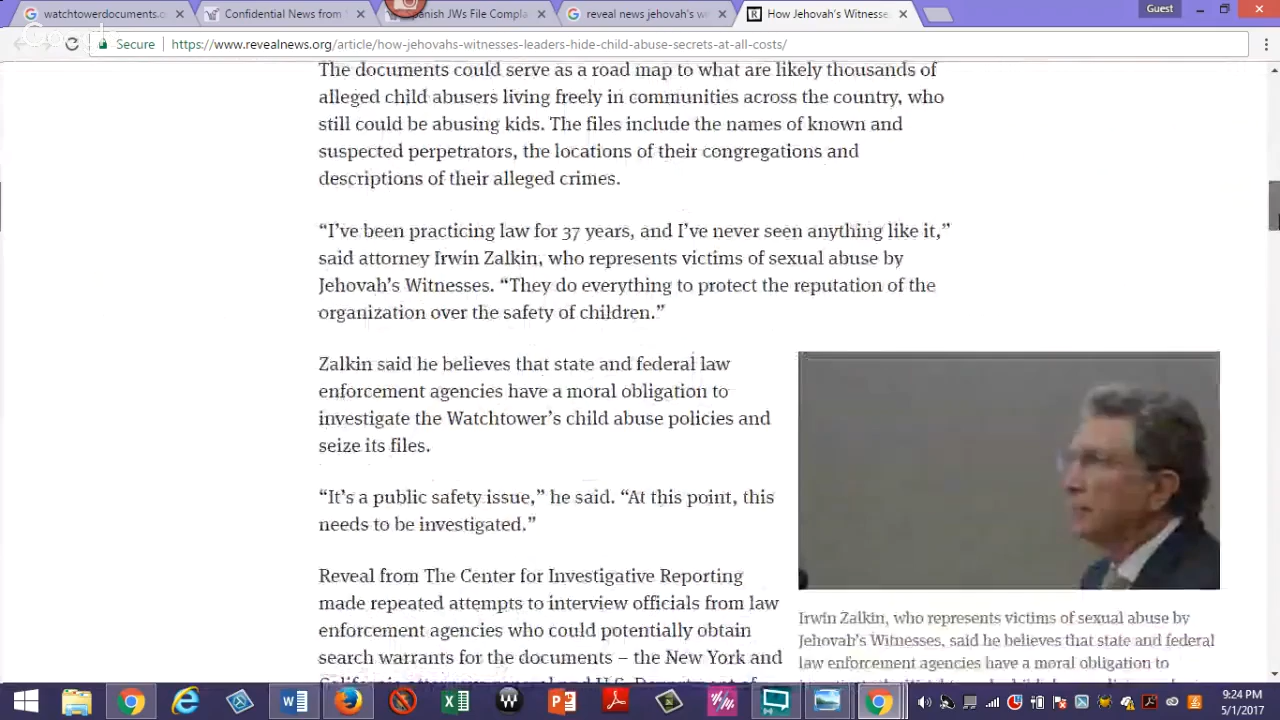 watchtowerdocuments.o
Confidential News from
panish JWs File Compla
reveal news jehovah's w
How Jehovah's Witnesse
Guest
Secure
https://www.revealnews.org/article/how-jehovahs-witnesses-leaders-hide-child-abuse-secrets-at-all-costs/
The documents could serve as a road map to what are likely thousands of
alleged child abusers living freely in communities across the country, who
still could be abusing kids. The files include the names of known and
suspected perpetrators, the locations of their congregations and
descriptions of their alleged crimes.
“I’ve been practicing law for 37 years, and I’ve never seen anything like it,”
said attorney Irwin Zalkin, who represents victims of sexual abuse by
Jehovah’s Witnesses. “They do everything to protect the reputation of the
organization over the safety of children.”
Zalkin said he believes that state and federal law
enforcement agencies have a moral obligation to
investigate the Watchtower’s child abuse policies and
seize its files.
“It’s a public safety issue,” he said. “At this point, this
needs to be investigated.”
Reveal from The Center for Investigative Reporting
made repeated attempts to interview officials from law
enforcement agencies who could potentially obtain
search warrants for the documents – the New York and
Irwin Zalkin, who represents victims of sexual abuse by
Jehovah’s Witnesses, said he believes that state and federal
law enforcement agencies have a moral obligation to
9:24 PM
5/1/2017